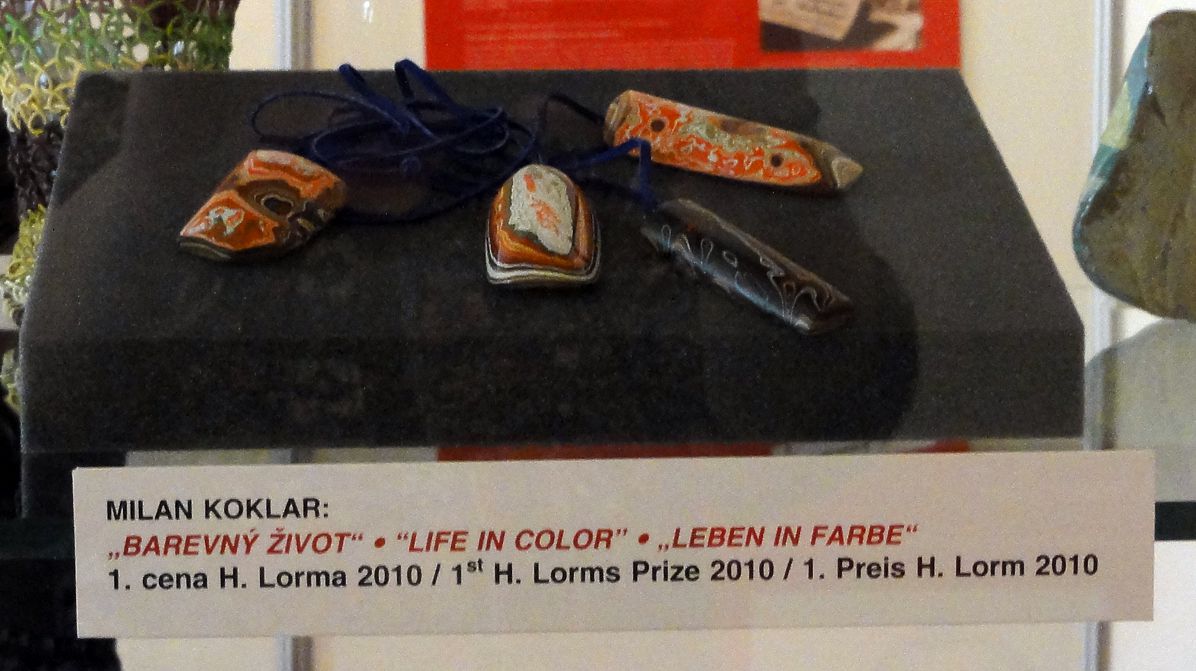 MILAN KOKLAR:
„BAREVNÝ ŽIVOT“ • “LIFE IN COLOR” • „LEBEN IN FARBE“
1. cena H. Lorma 2010 / 1st H. Lorms Prize 2010 / 1. Preis H. Lorm 2010